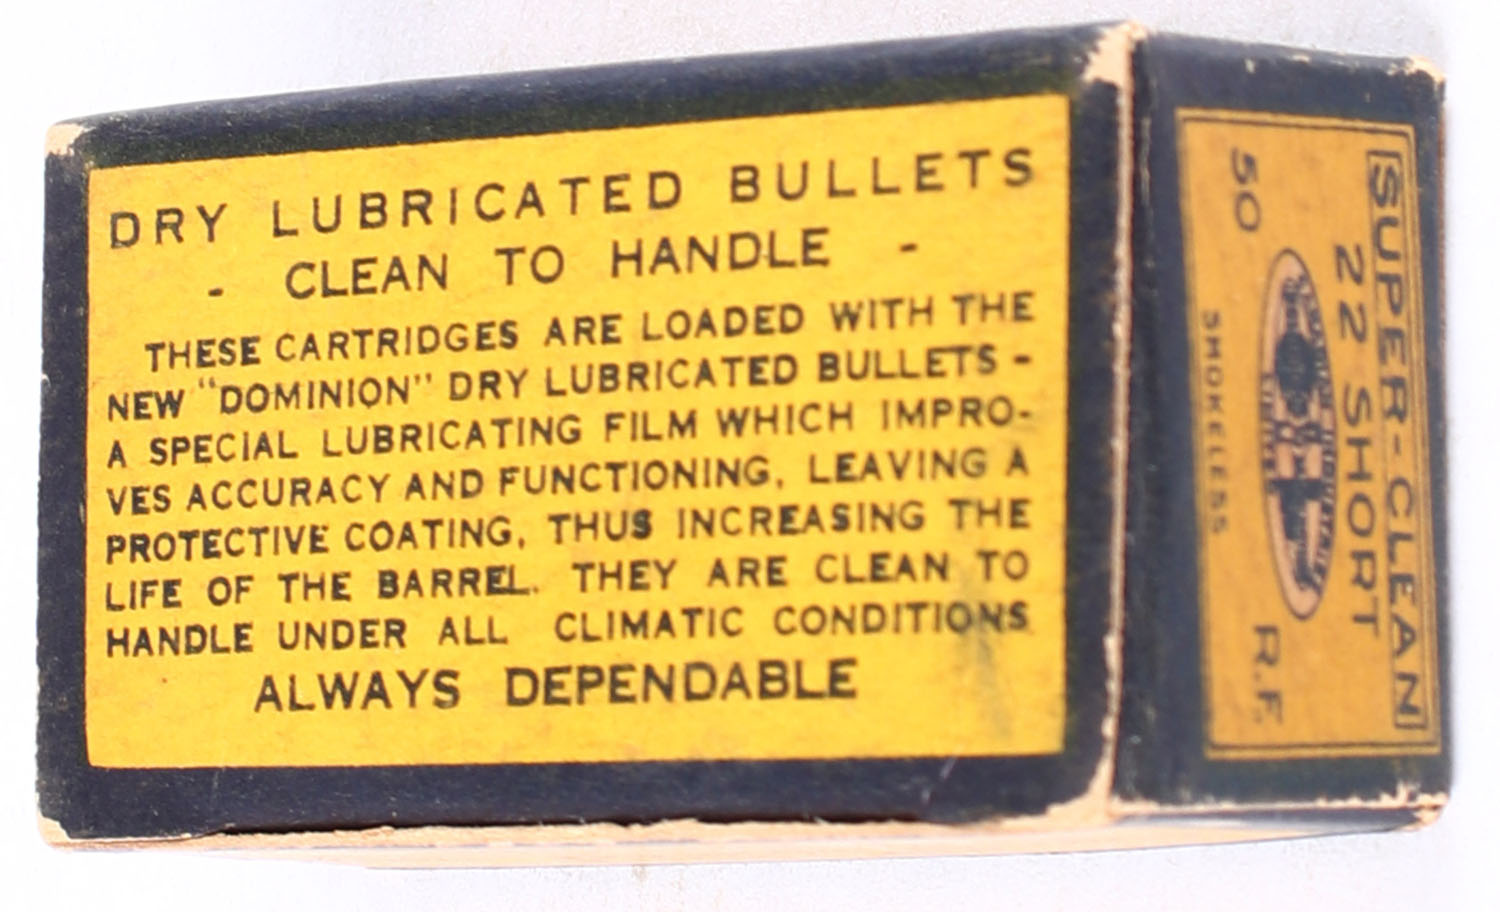 DRY LUBRICATED BULLETS
- CLEAN TO HANDLE -
THESE CARTRIDGES ARE LOADED WITH THE
NEW "DOMINION" DRY LUBRICATED BULLETS -
A SPECIAL LUBRICATING FILM WHICH IMPRO-
VES ACCURACY AND FUNCTIONING, LEAVING A
PROTECTIVE COATING, THUS INCREASING THE
LIFE OF THE BARREL. THEY ARE CLEAN TO
HANDLE UNDER ALL CLIMATIC CONDITIONS
ALWAYS DEPENDABLE
SUPER-CLEAN
22 SHORT
50 R.F.
SMOKELESS